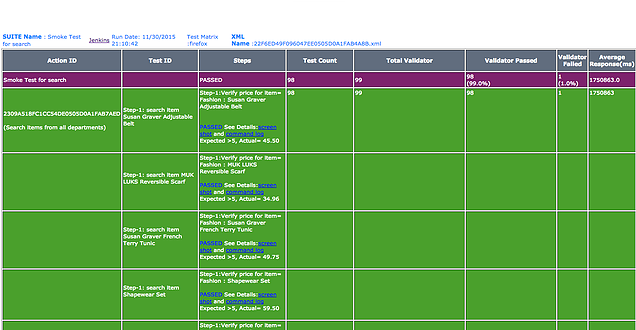 SUITE Name : Smoke Test for search
Jenkins
Run Date: 11/30/2015 21:10:42
Test Matrix :firefox
XML Name :22F6ED49F096047EE0505D0A1FAB4A8B.xml
Action ID Test ID Steps Test Count Total Validator Validator Passed Validator Failed Average Response(ms)
Smoke Test for search PASSED 98 99 98 (99.0%) 1 (1.0%) 1750863.0
2309A518FC1CC54DE0505D0A1FAB7AED
(Search items from all departments)
Step-1: search item
Susan Graver Adjustable
Belt
Step-1:Verify price for item=
Fashion : Susan Graver
Adjustable Belt
PASSED See Details:screen
shot and command log
Expected >5, Actual= 45.50
98 99 98 1 1750863
Step-1: search item MUK
LUKS Reversible Scarf
Step-1:Verify price for item=
Fashion : MUK LUKS
Reversible Scarf
PASSED See Details:screen
shot and command log
Expected >5, Actual= 34.96
Step-1: search item
Susan Graver French
Terry Tunic
Step-1:Verify price for item=
Fashion : Susan Graver
French Terry Tunic
PASSED See Details:screen
shot and command log
Expected >5, Actual= 49.75
Step-1: search item
Shapewear Set
Step-1:Verify price for item=
Fashion : Shapewear Set
PASSED See Details:screen
shot and command log
Expected >5, Actual= 59.50
Step-1:Verify price for item=